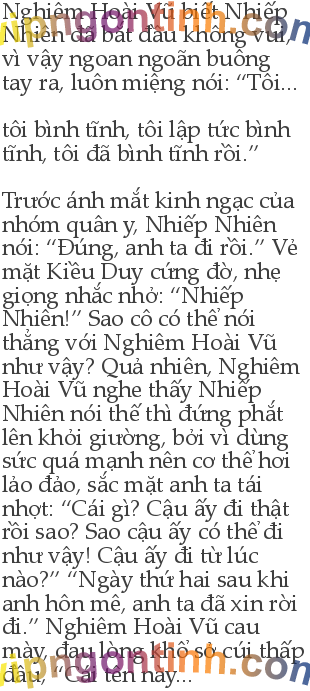 Nghiêm Hoài Vũ biết Nhiếp
Nhiên đã bắt đầu không vui,
vì vậy ngoan ngoãn buông
tay ra, luôn miệng nói: “Tôi...
tôi bình tĩnh, tôi lập tức bình
tĩnh, tôi đã bình tĩnh rồi.”
Trước ánh mắt kinh ngạc của
nhóm quân y, Nhiếp Nhiên
nói: “Đúng, anh ta đi rồi.” Vẻ
mặt Kiều Duy cứng đờ, nhẹ
giọng nhắc nhở: “Nhiếp
Nhiên!” Sao cô có thể nói
thẳng với Nghiêm Hoài Vũ
như vậy? Quả nhiên, Nghiêm
Hoài Vũ nghe thấy Nhiếp
Nhiên nói thế thì đứng phắt
lên khỏi giường, bởi vì dùng
sức quá mạnh nên cơ thể hơi
lảo đảo, sắc mặt anh ta tái
nhợt: “Cái gì? Cậu ấy đi thật
rồi sao? Sao cậu ấy có thể đi
như vậy! Cậu ấy đi từ lúc
nào?” “Ngày thứ hai sau khi
anh hôn mê, anh ta đã xin rời
đi.” Nghiêm Hoài Vũ cau
mày, đau lòng khổ sở cúi thấp
đầu, “Cái tên này...
vipngontinh.com
vipngontinh.com